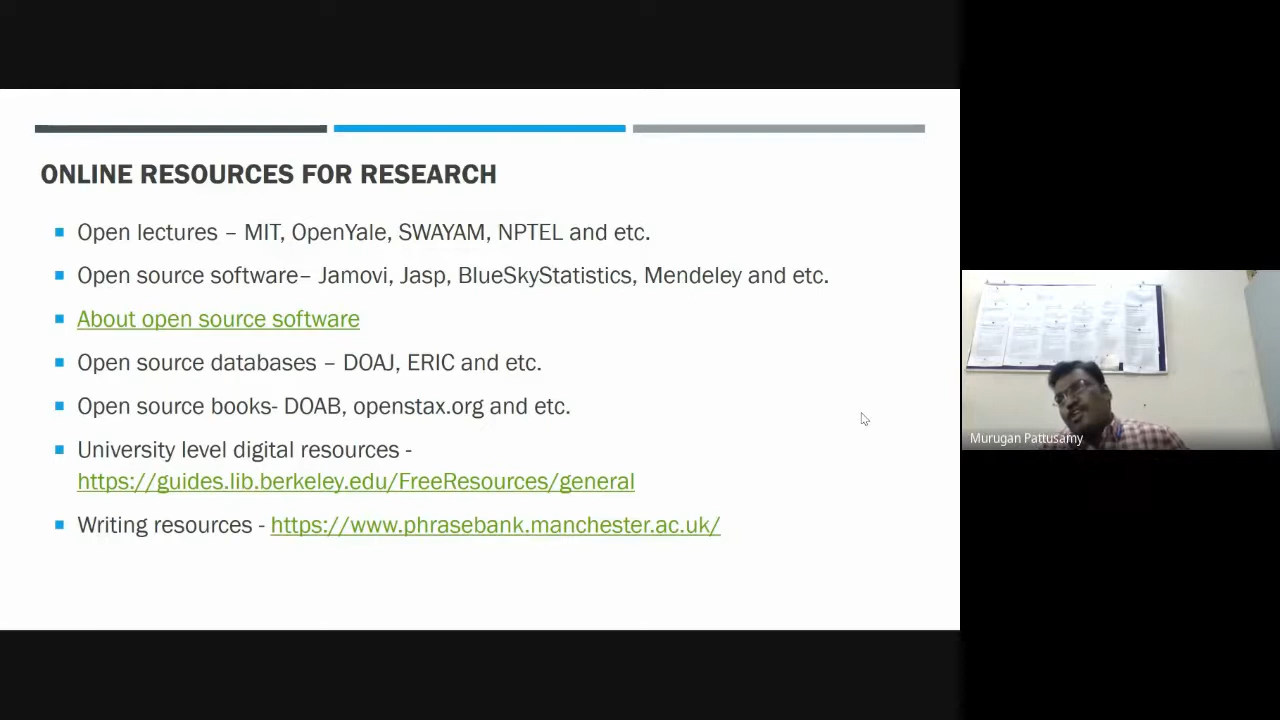 ONLINE RESOURCES FOR RESEARCH
Open lectures – MIT, OpenYale, SWAYAM, NPTEL and etc.
Open source software– Jamovi, Jasp, BlueSkyStatistics, Mendeley and etc.
About open source software
Open source databases – DOAJ, ERIC and etc.
Open source books- DOAB, openstax.org and etc.
University level digital resources -
https://guides.lib.berkeley.edu/FreeResources/general
Writing resources - https://www.phrasebank.manchester.ac.uk/
Murugan Pattusamy